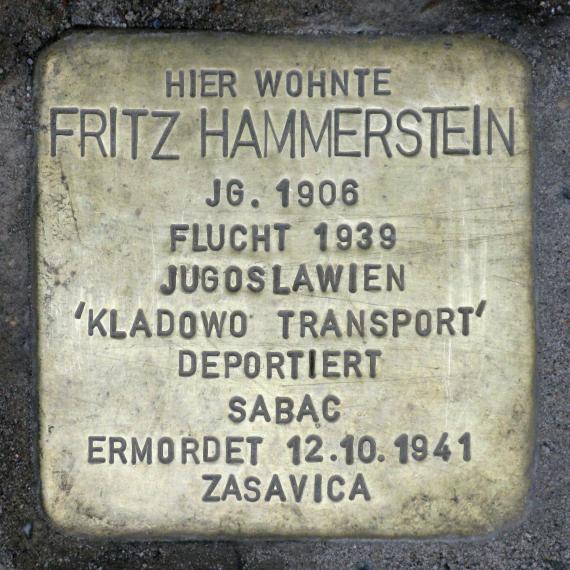 HIER WOHNTE
FRITZ HAMMERSTEIN
JG. 1906
FLUCHT 1939
JUGOSLAWIEN
'KLADOWO TRANSPORT'
DEPORTIERT
SABAC
ERMORDET 12.10.1941
ZASAVICA